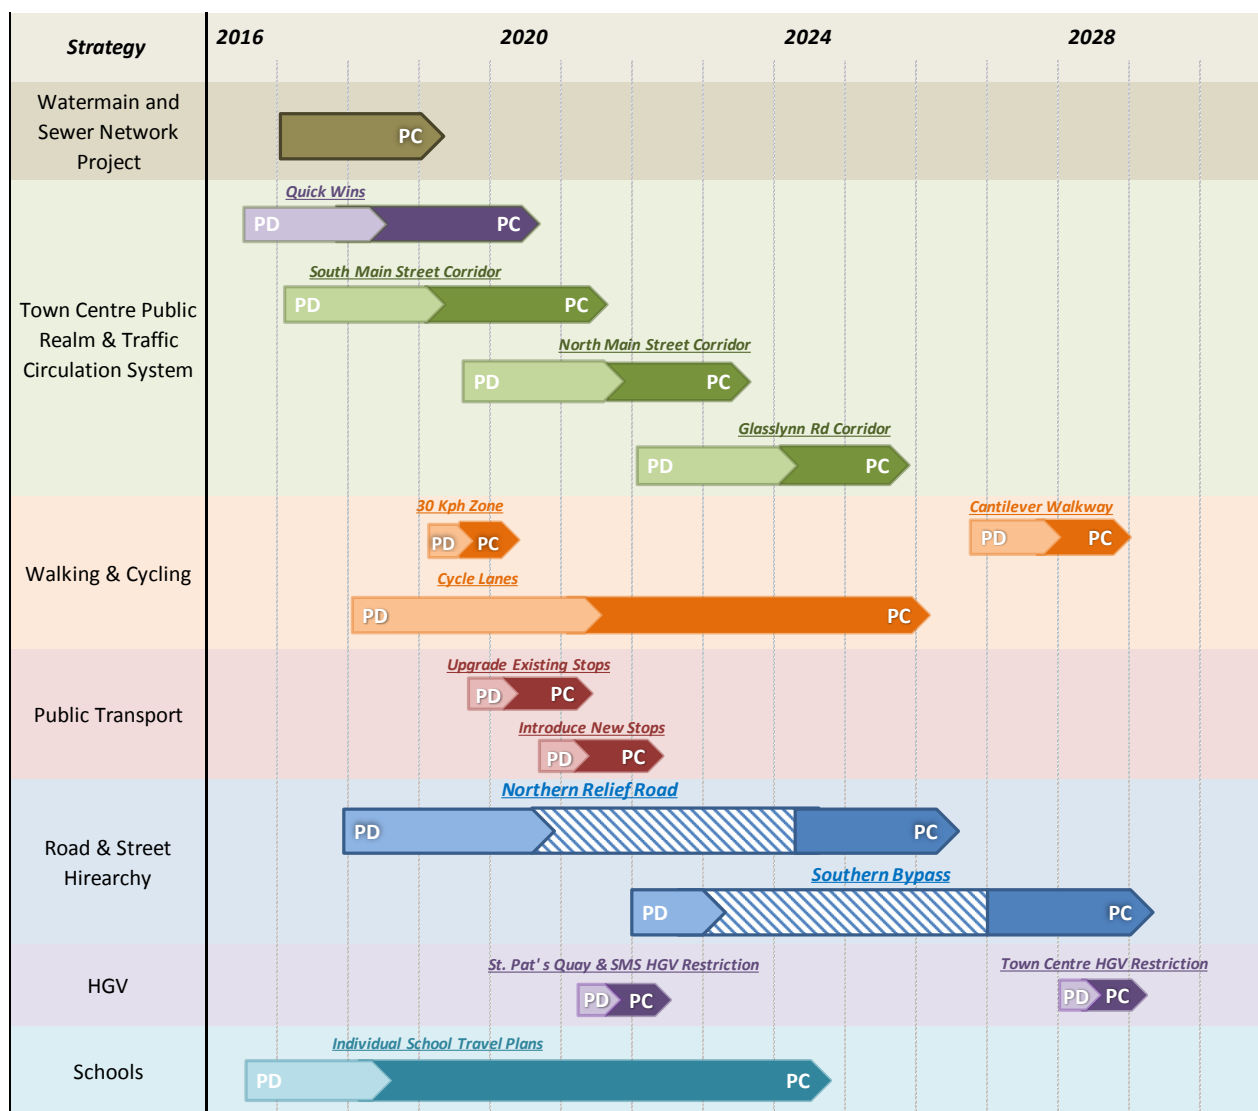 Strategy 2016 2020 2024 2028
Watermain and
Sewer Network
Project
PC
Town Centre Public
Realm & Traffic
Circulation System
Quick Wins
PD PC
South Main Street Corridor
PD PC
North Main Street Corridor
PD PC
Glasslynn Rd Corridor
PD PC
Walking & Cycling
30 Kph Zone
PD PC
Cantilever Walkway
PD PC
Cycle Lanes
PD PC
Public Transport
Upgrade Existing Stops
PD PC
Introduce New Stops
PD PC
Road & Street
Hirearchy
Northern Relief Road
PD PC
Southern Bypass
PD PC
HGV
St. Pat' s Quay & SMS HGV Restriction
PD PC
Town Centre HGV Restriction
PD PC
Schools
Individual School Travel Plans
PD PC